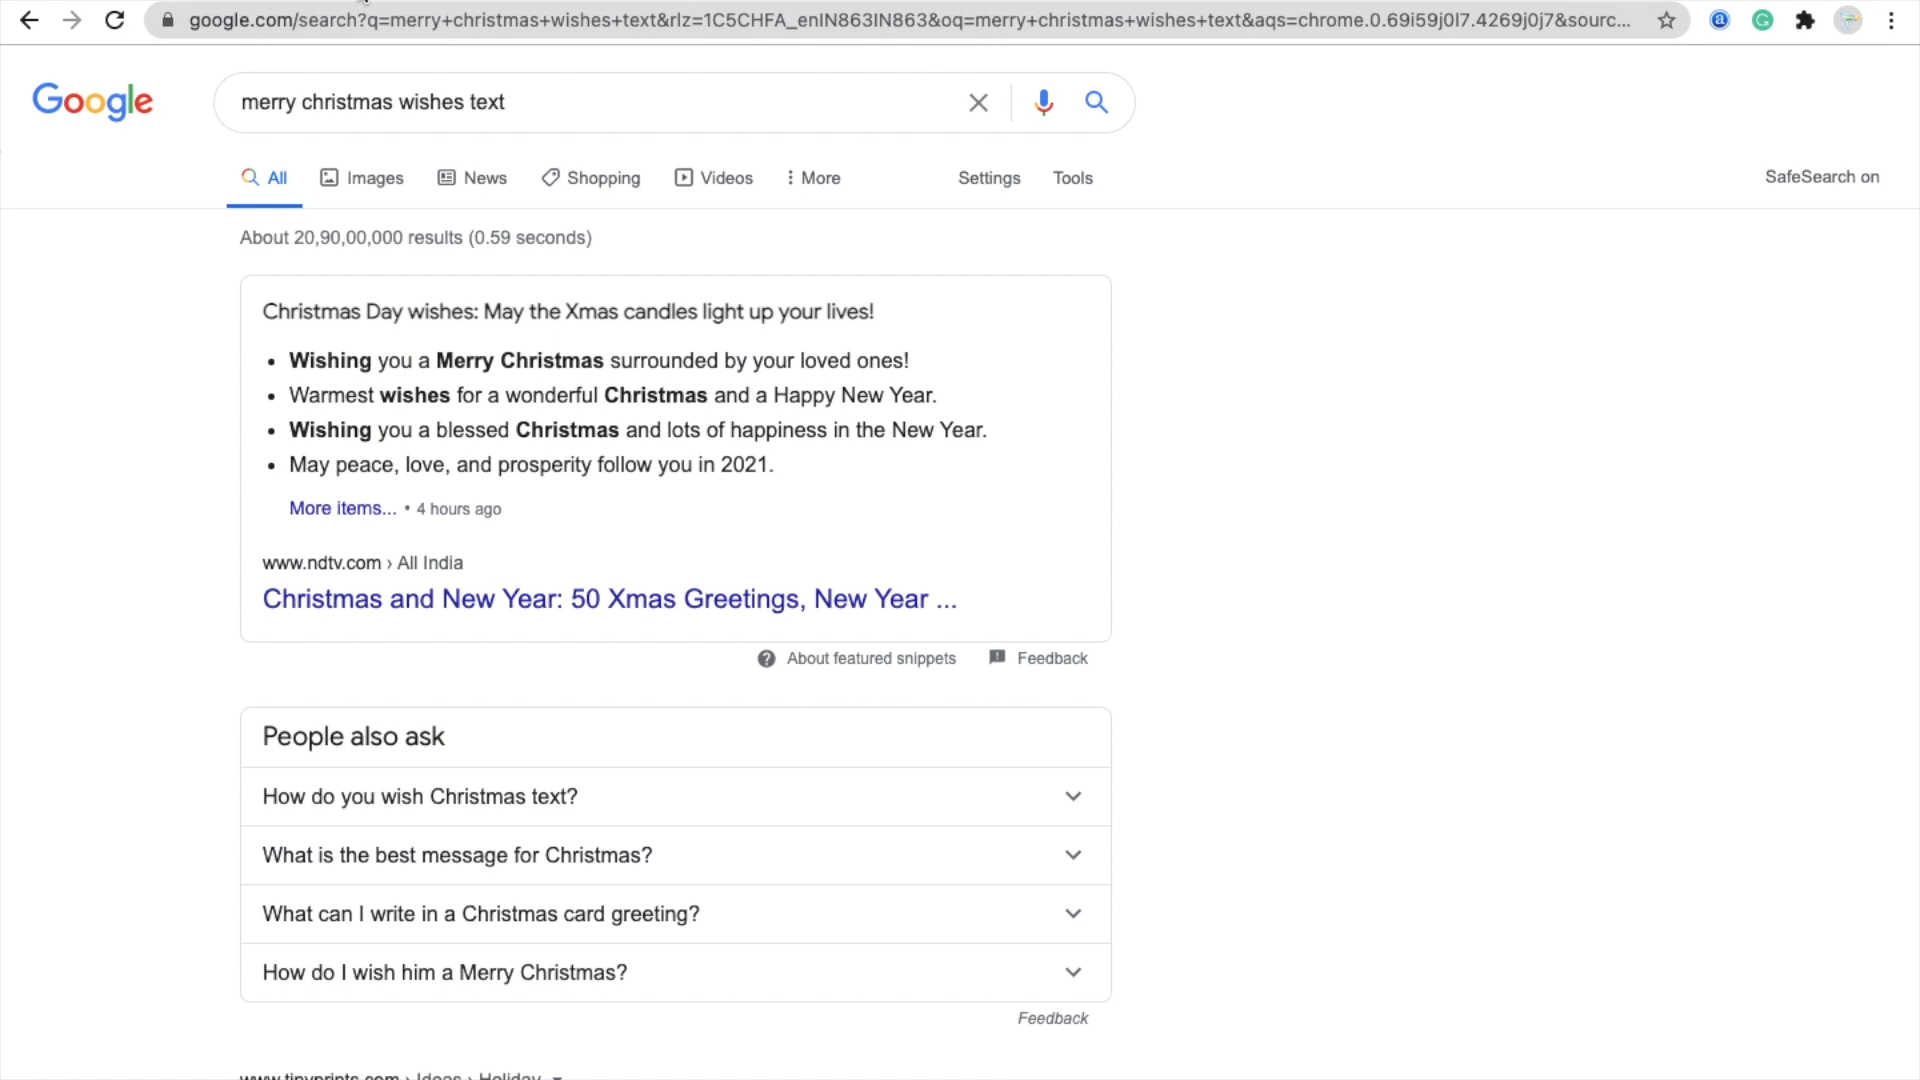 google.com/search?q=merry+christmas+wishes+text&rlz=1C5CHFA_enIN863IN863&oq=merry+christmas+wishes+text&aqs=chrome.0.69i59j0l7.4269j0j7&sourc...
Google
merry christmas wishes text
All Images News Shopping Videos More Settings Tools SafeSearch on
About 20,90,00,000 results (0.59 seconds)
Christmas Day wishes: May the Xmas candles light up your lives!
• Wishing you a Merry Christmas surrounded by your loved ones!
• Warmest wishes for a wonderful Christmas and a Happy New Year.
• Wishing you a blessed Christmas and lots of happiness in the New Year.
• May peace, love, and prosperity follow you in 2021.
More items... • 4 hours ago
www.ndtv.com › All India
Christmas and New Year: 50 Xmas Greetings, New Year ...
About featured snippets Feedback
People also ask
How do you wish Christmas text?
What is the best message for Christmas?
What can I write in a Christmas card greeting?
How do I wish him a Merry Christmas?
Feedback
www.tinyprints.com › Ideas › Holiday